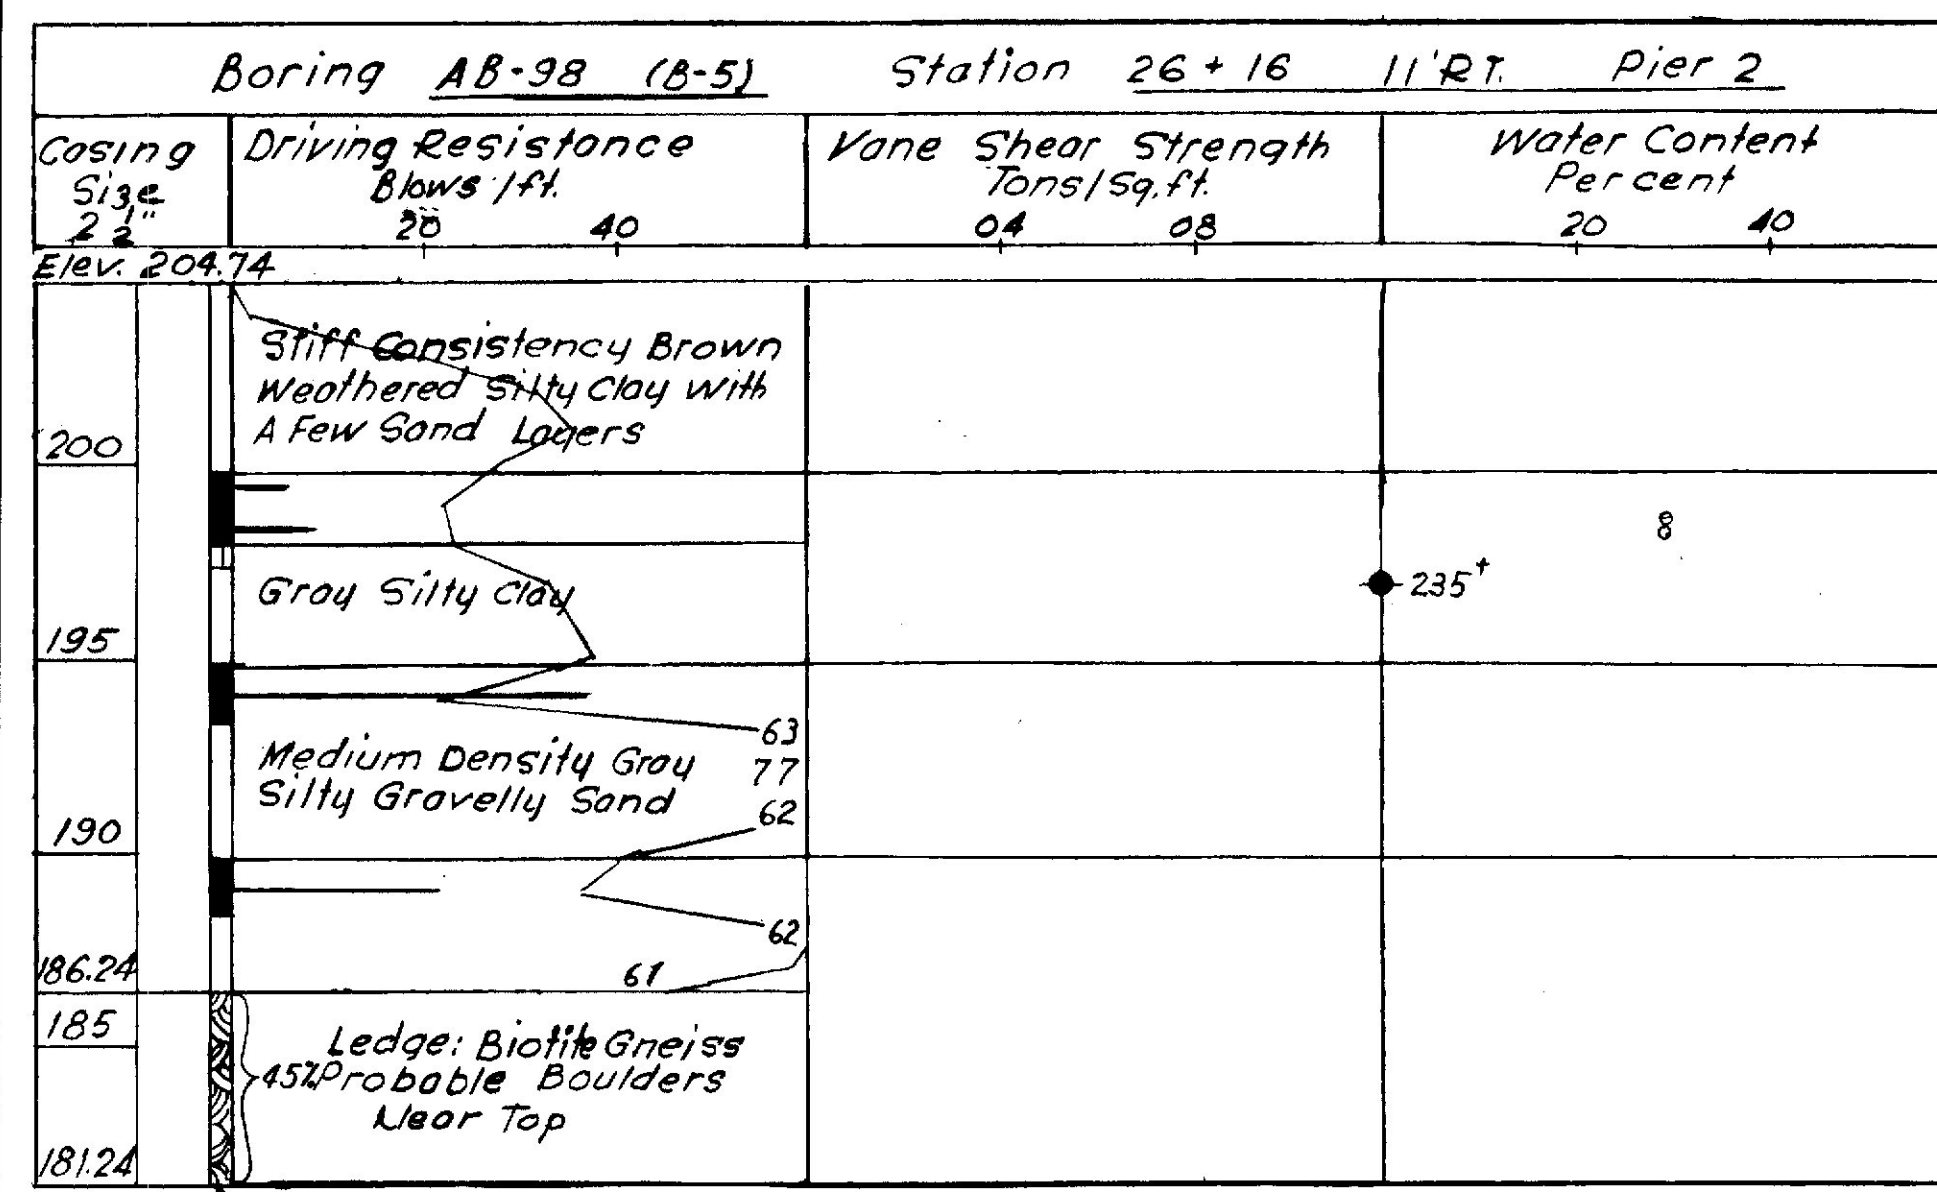 Boring AB-98 (B-5) Station 26 + 16 11' RT. Pier 2
Casing Size 2 1/2"
Driving Resistance
Blows / ft.
20 40
Vane Shear Strength
Tons / Sq. ft.
04 08
Water Content
Percent
20 40
Elev. 204.74
Stiff Consistency Brown
Weathered Silty Clay With
A Few Sand Layers
200
8
Gray Silty Clay
235+
195
63
Medium Density Gray 77
Silty Gravelly Sand 62
190
62
186.24
61
185
Ledge: Biotite Gneiss
45% Probable Boulders
Near Top
181.24